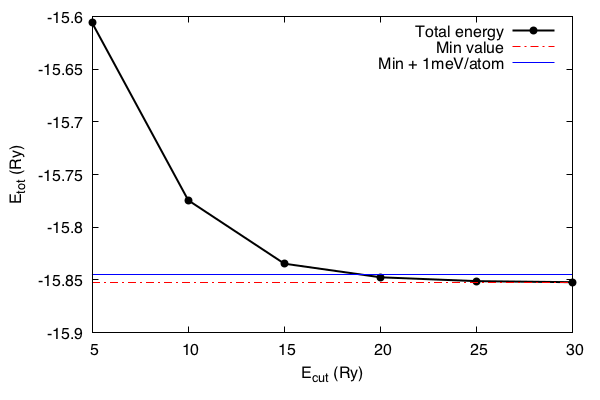 -15.6
-15.65
-15.7
-15.75
-15.8
-15.85
-15.9
5 10 15 20 25 30
E_tot (Ry)
E_cut (Ry)
Total energy
Min value
Min + 1meV/atom